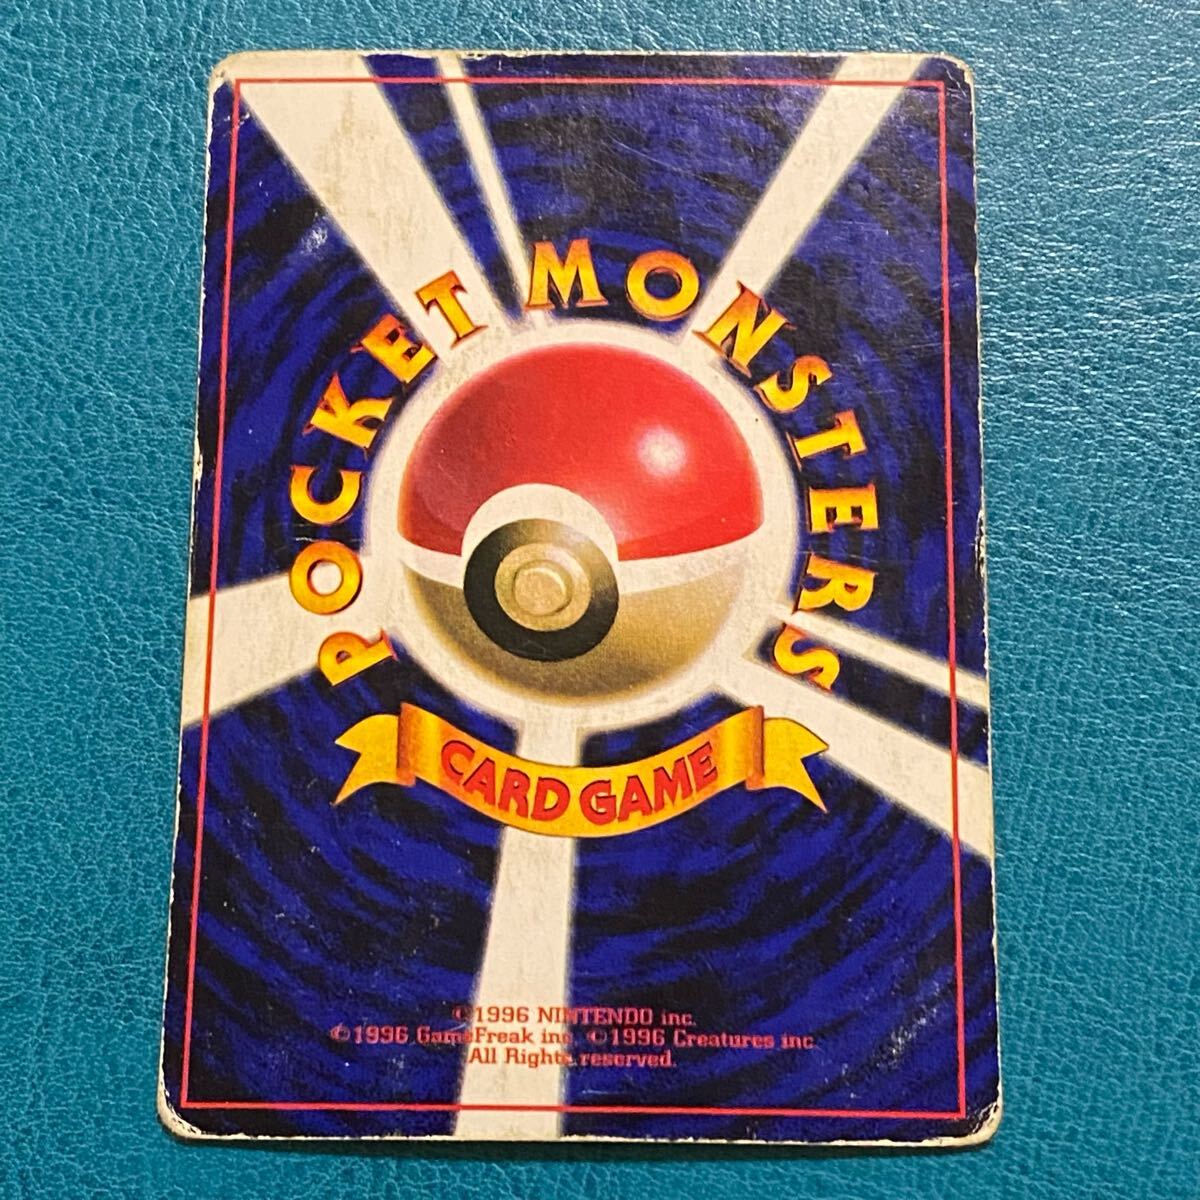 POCKET MONSTERS
CARD GAME
©1996 NINTENDO inc.
©1996 GameFreak inc. ©1996 Creatures inc.
All Rights reserved.